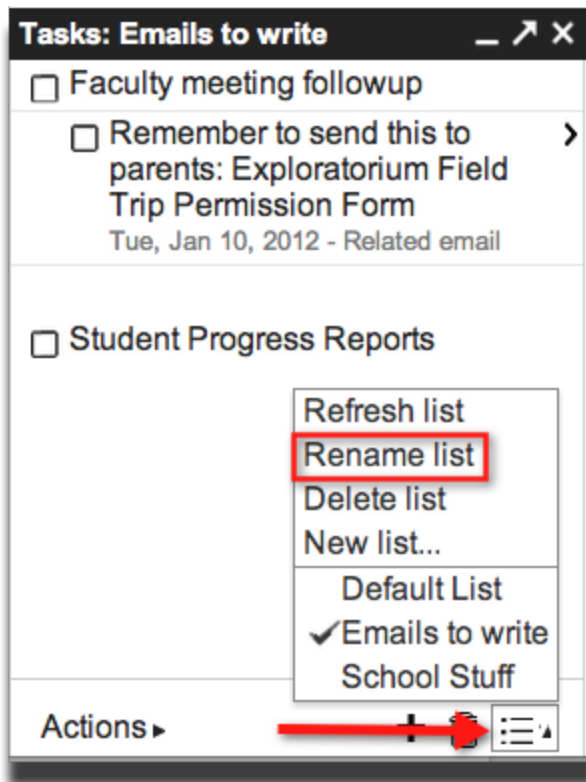 Tasks: Emails to write
Faculty meeting followup
Remember to send this to
parents: Exploratorium Field
Trip Permission Form
Tue, Jan 10, 2012 - Related email
Student Progress Reports
Refresh list
Rename list
Delete list
New list...
Default List
Emails to write
School Stuff
Actions